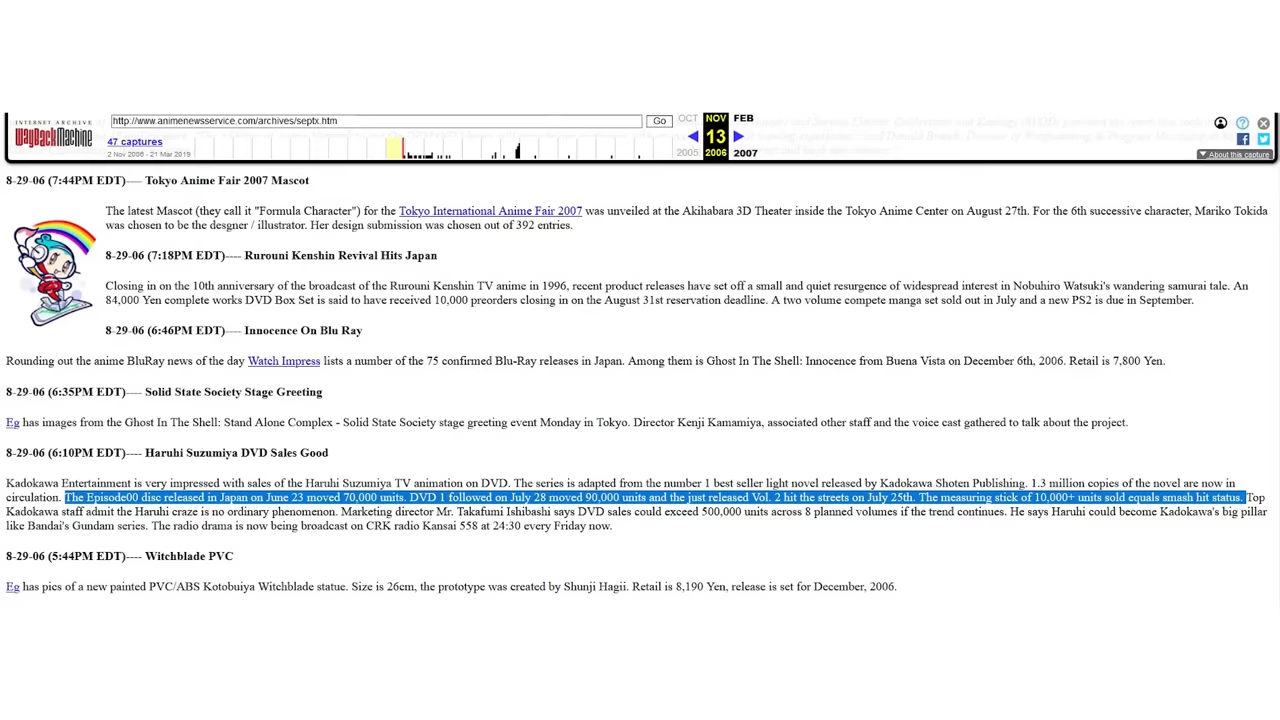 INTERNET ARCHIVE
WayBackMachine
http://www.animenewsservice.com/archives/septx.htm
Go
OCT NOV FEB
13
2005 2006 2007
47 captures
2 Nov 2006 - 21 Mar 2019
About this capture
8-29-06 (7:44PM EDT)---- Tokyo Anime Fair 2007 Mascot
The latest Mascot (they call it "Formula Character") for the Tokyo International Anime Fair 2007 was unveiled at the Akihabara 3D Theater inside the Tokyo Anime Center on August 27th. For the 6th successive character, Mariko Tokida
was chosen to be the desgner / illustrator. Her design submission was chosen out of 392 entries.
8-29-06 (7:18PM EDT)---- Rurouni Kenshin Revival Hits Japan
Closing in on the 10th anniversary of the broadcast of the Rurouni Kenshin TV anime in 1996, recent product releases have set off a small and quiet resurgence of widespread interest in Nobuhiro Watsuki's wandering samurai tale. An
84,000 Yen complete works DVD Box Set is said to have received 10,000 preorders closing in on the August 31st reservation deadline. A two volume compete manga set sold out in July and a new PS2 is due in September.
8-29-06 (6:46PM EDT)---- Innocence On Blu Ray
Rounding out the anime BluRay news of the day Watch Impress lists a number of the 75 confirmed Blu-Ray releases in Japan. Among them is Ghost In The Shell: Innocence from Buena Vista on December 6th, 2006. Retail is 7,800 Yen.
8-29-06 (6:35PM EDT)---- Solid State Society Stage Greeting
Eg has images from the Ghost In The Shell: Stand Alone Complex - Solid State Society stage greeting event Monday in Tokyo. Director Kenji Kamamiya, associated other staff and the voice cast gathered to talk about the project.
8-29-06 (6:10PM EDT)---- Haruhi Suzumiya DVD Sales Good
Kadokawa Entertainment is very impressed with sales of the Haruhi Suzumiya TV animation on DVD. The series is adapted from the number 1 best seller light novel released by Kadokawa Shoten Publishing. 1.3 million copies of the novel are now in
circulation. The Episode00 disc released in Japan on June 23 moved 70,000 units. DVD 1 followed on July 28 moved 90,000 units and the just released Vol. 2 hit the streets on July 25th. The measuring stick of 10,000+ units sold equals smash hit status. Top
Kadokawa staff admit the Haruhi craze is no ordinary phenomenon. Marketing director Mr. Takafumi Ishibashi says DVD sales could exceed 500,000 units across 8 planned volumes if the trend continues. He says Haruhi could become Kadokawa's big pillar
like Bandai's Gundam series. The radio drama is now being broadcast on CRK radio Kansai 558 at 24:30 every Friday now.
8-29-06 (5:44PM EDT)---- Witchblade PVC
Eg has pics of a new painted PVC/ABS Kotobuiya Witchblade statue. Size is 26cm, the prototype was created by Shunji Hagii. Retail is 8,190 Yen, release is set for December, 2006.